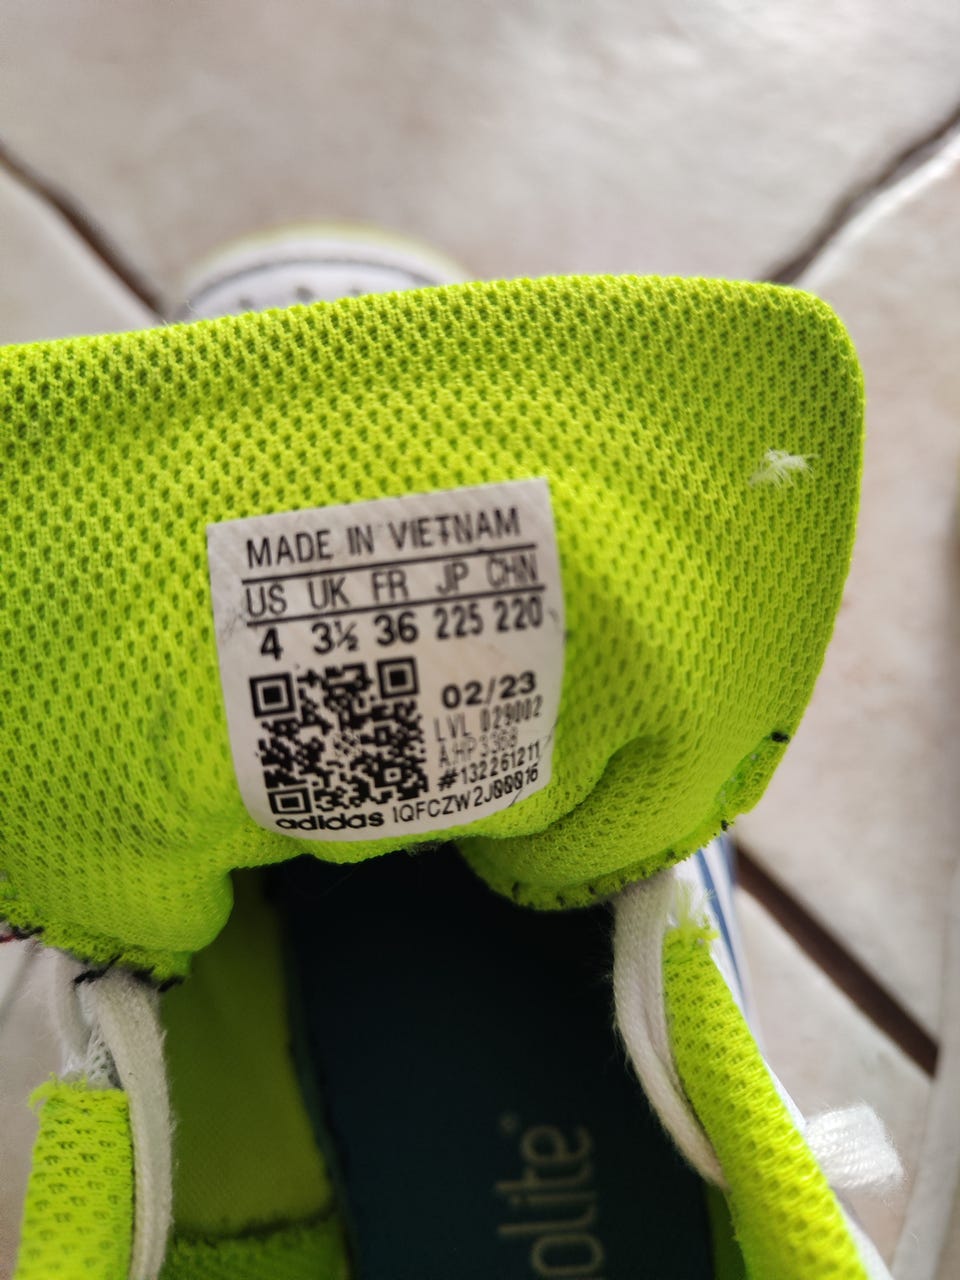 MADE IN VIETNAM
US UK FR JP CHN
4 3½ 36 225 220
02/23
LVL 029002
A:HP3368
#132261211
adidas IQFCZW2J00016
olite®